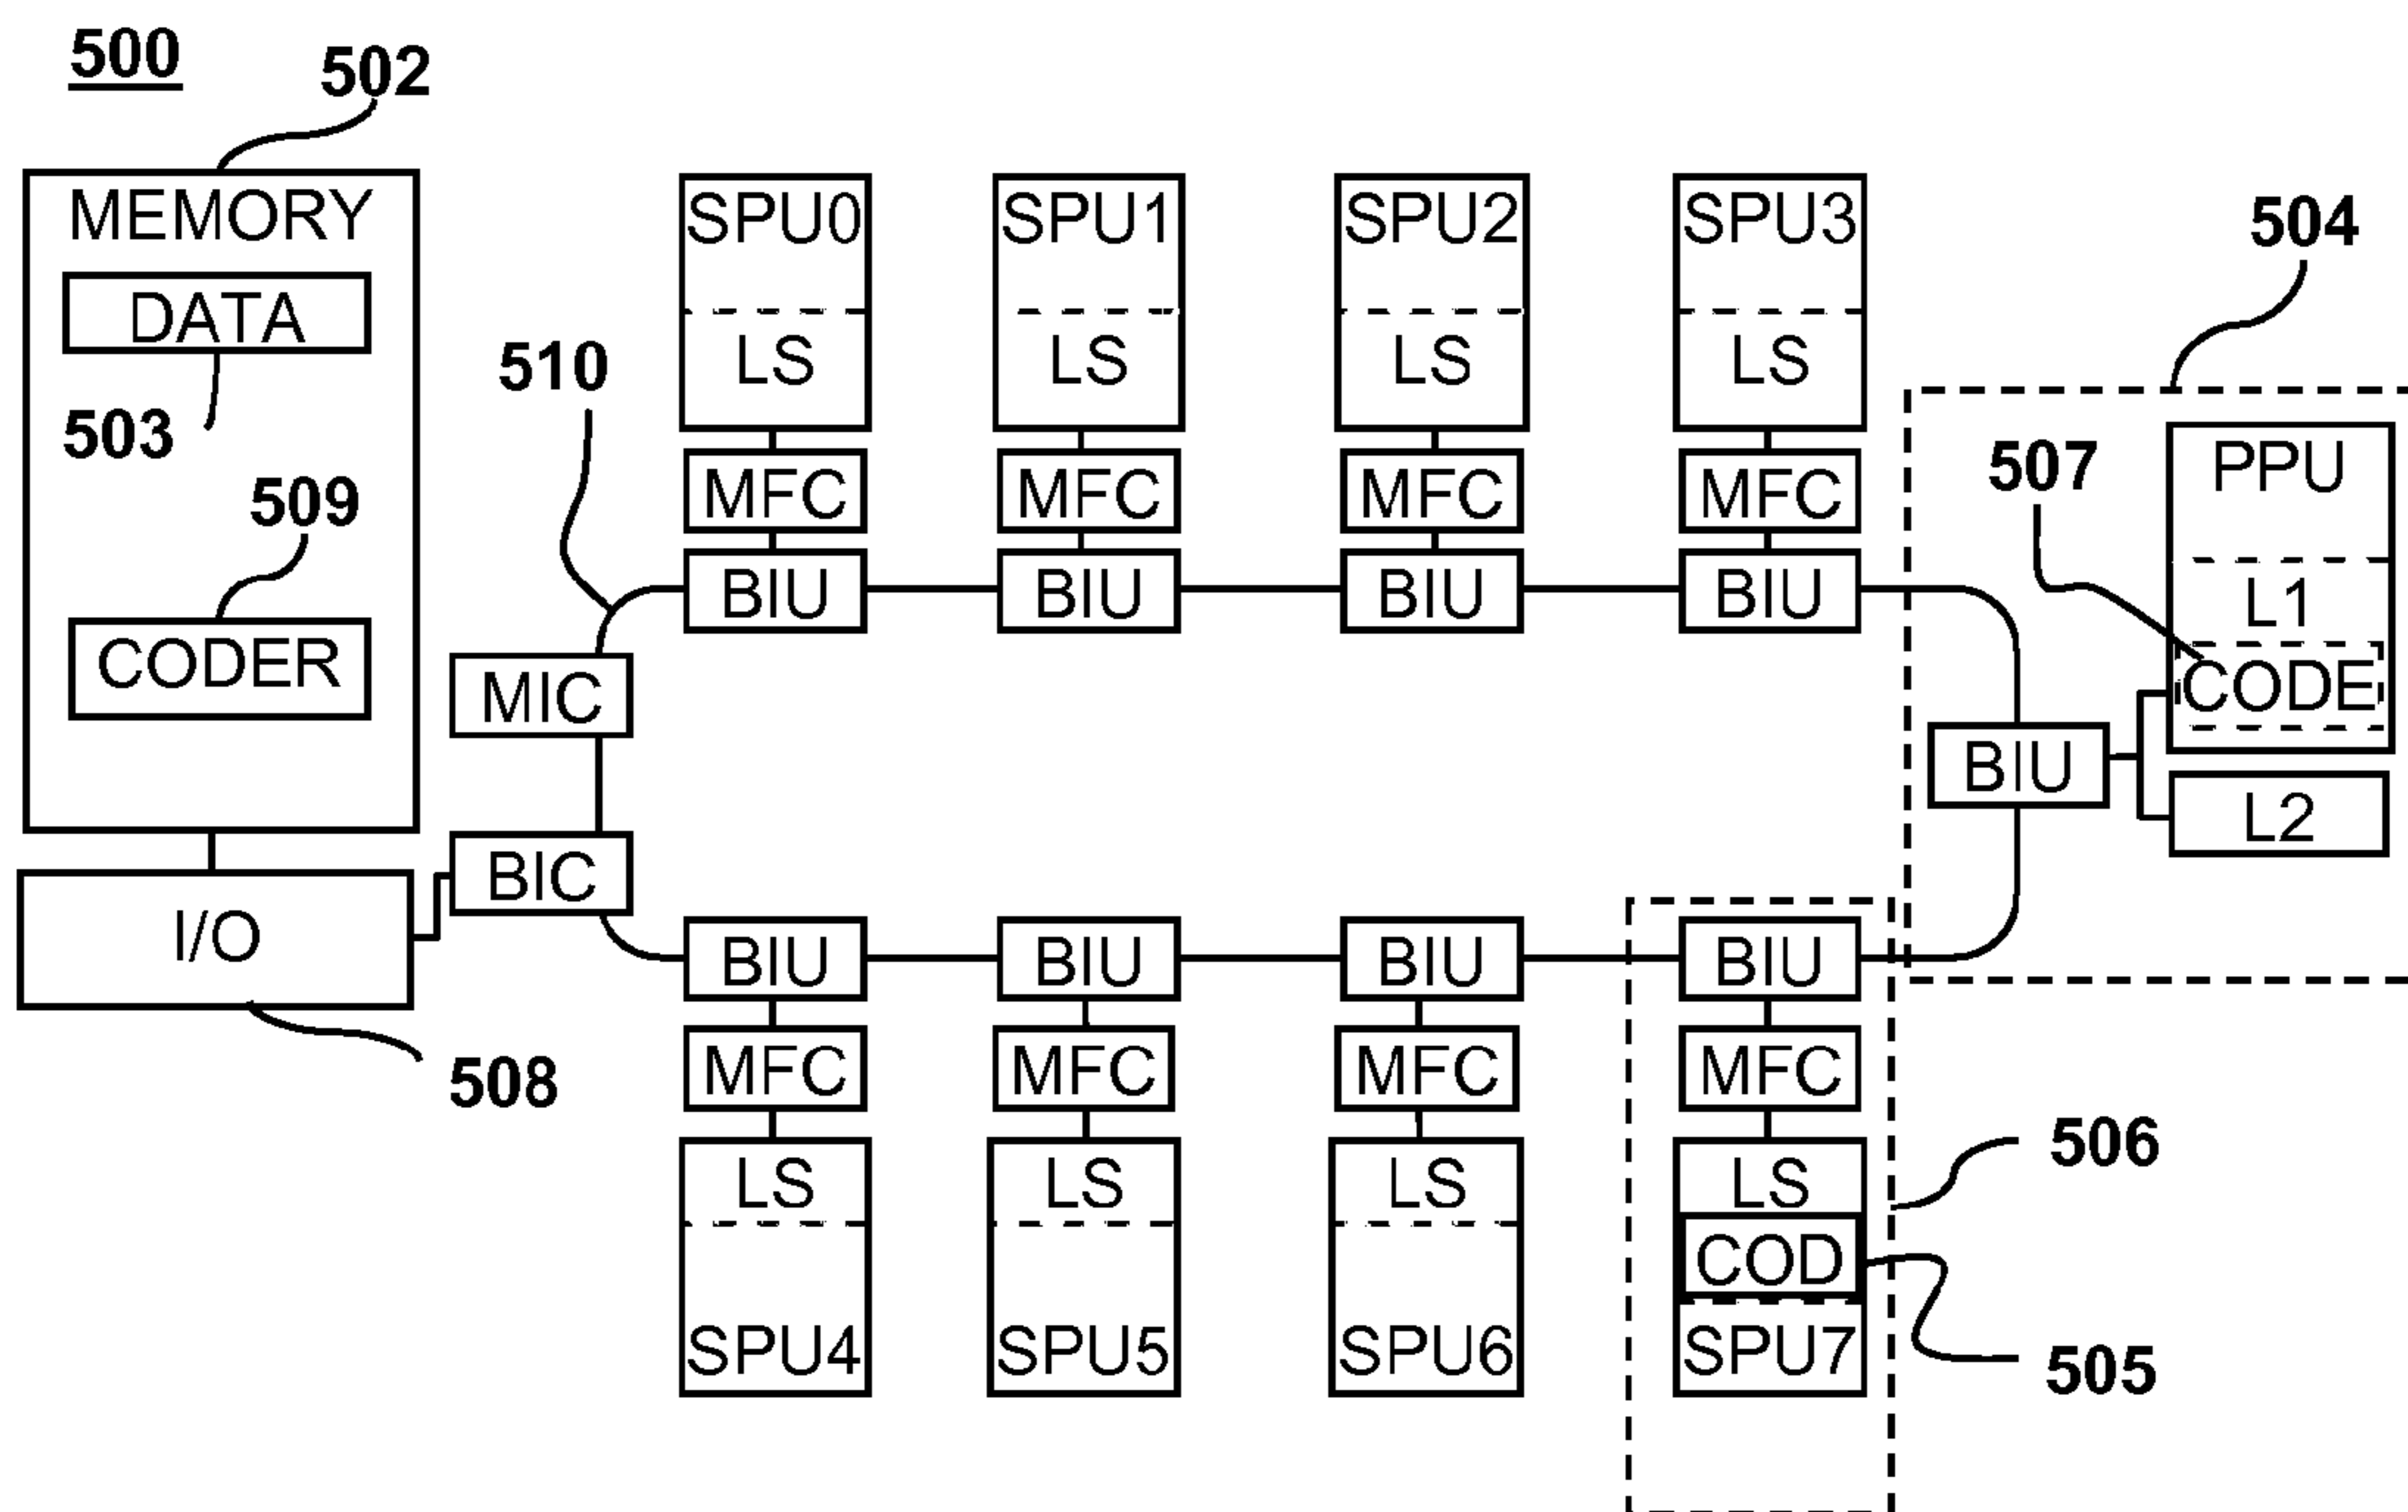 500
502
MEMORY
DATA
503
509
CODER
I/O
508
510
MIC
BIC
SPU0
LS
MFC
BIU
SPU1
LS
MFC
BIU
SPU2
LS
MFC
BIU
SPU3
LS
MFC
BIU
504
507
PPU
L1
CODE
BIU
L2
BIU
MFC
LS
SPU4
BIU
MFC
LS
SPU5
BIU
MFC
LS
SPU6
BIU
MFC
LS
COD
SPU7
506
505